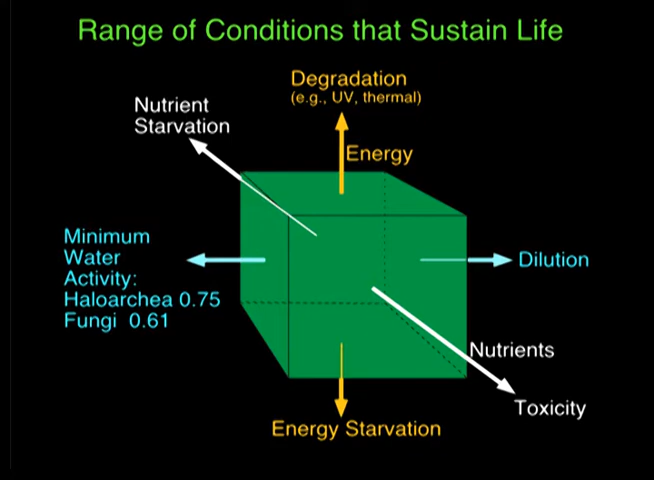 Range of Conditions that Sustain Life
Degradation
(e.g., UV, thermal)
Nutrient
Starvation
Energy
Minimum
Water
Activity:
Haloarchea 0.75
Fungi 0.61
Dilution
Nutrients
Toxicity
Energy Starvation